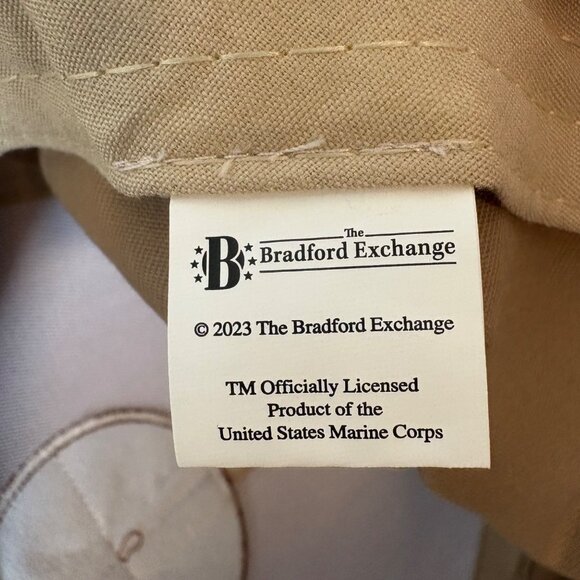 The
B Bradford Exchange
© 2023 The Bradford Exchange
TM Officially Licensed
Product of the
United States Marine Corps